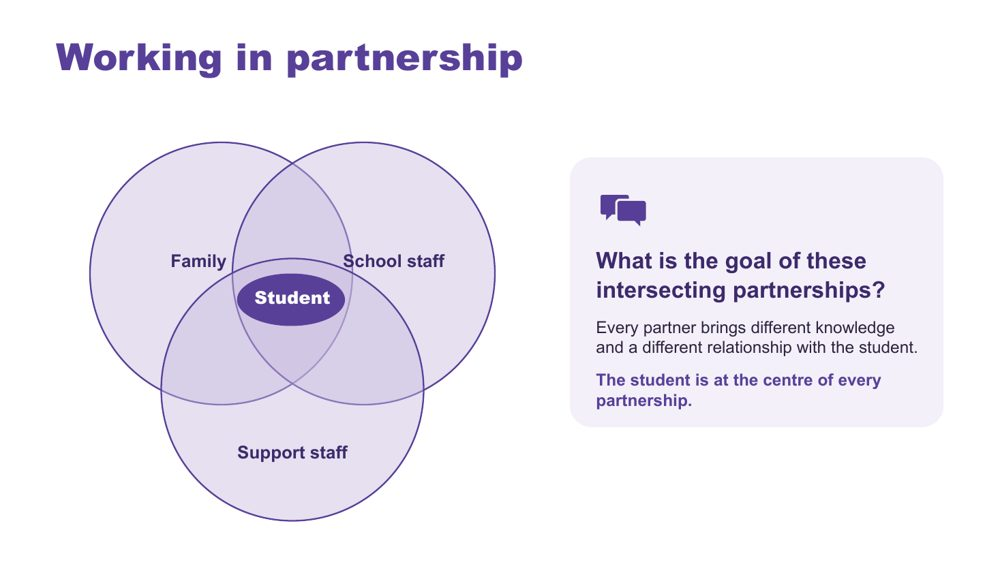 Working in partnership
Family
School staff
Student
Support staff
What is the goal of these
intersecting partnerships?
Every partner brings different knowledge
and a different relationship with the student.
The student is at the centre of every
partnership.